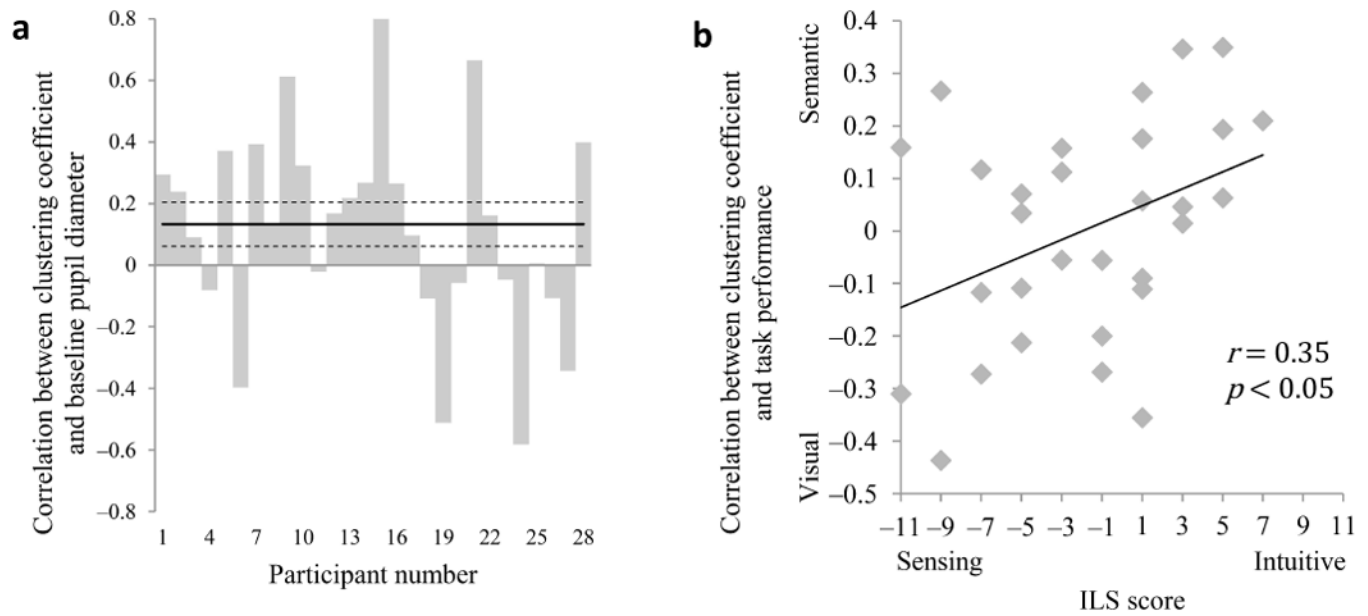 a
Correlation between clustering coefficient
and baseline pupil diameter
0.8
0.6
0.4
0.2
0
–0.2
–0.4
–0.6
–0.8
1 4 7 10 13 16 19 22 25 28
Participant number
b
Correlation between clustering coefficient
and task performance
Semantic
Visual
0.4
0.3
0.2
0.1
0
–0.1
–0.2
–0.3
–0.4
–0.5
r = 0.35
p < 0.05
–11 –9 –7 –5 –3 –1 1 3 5 7 9 11
Sensing Intuitive
ILS score